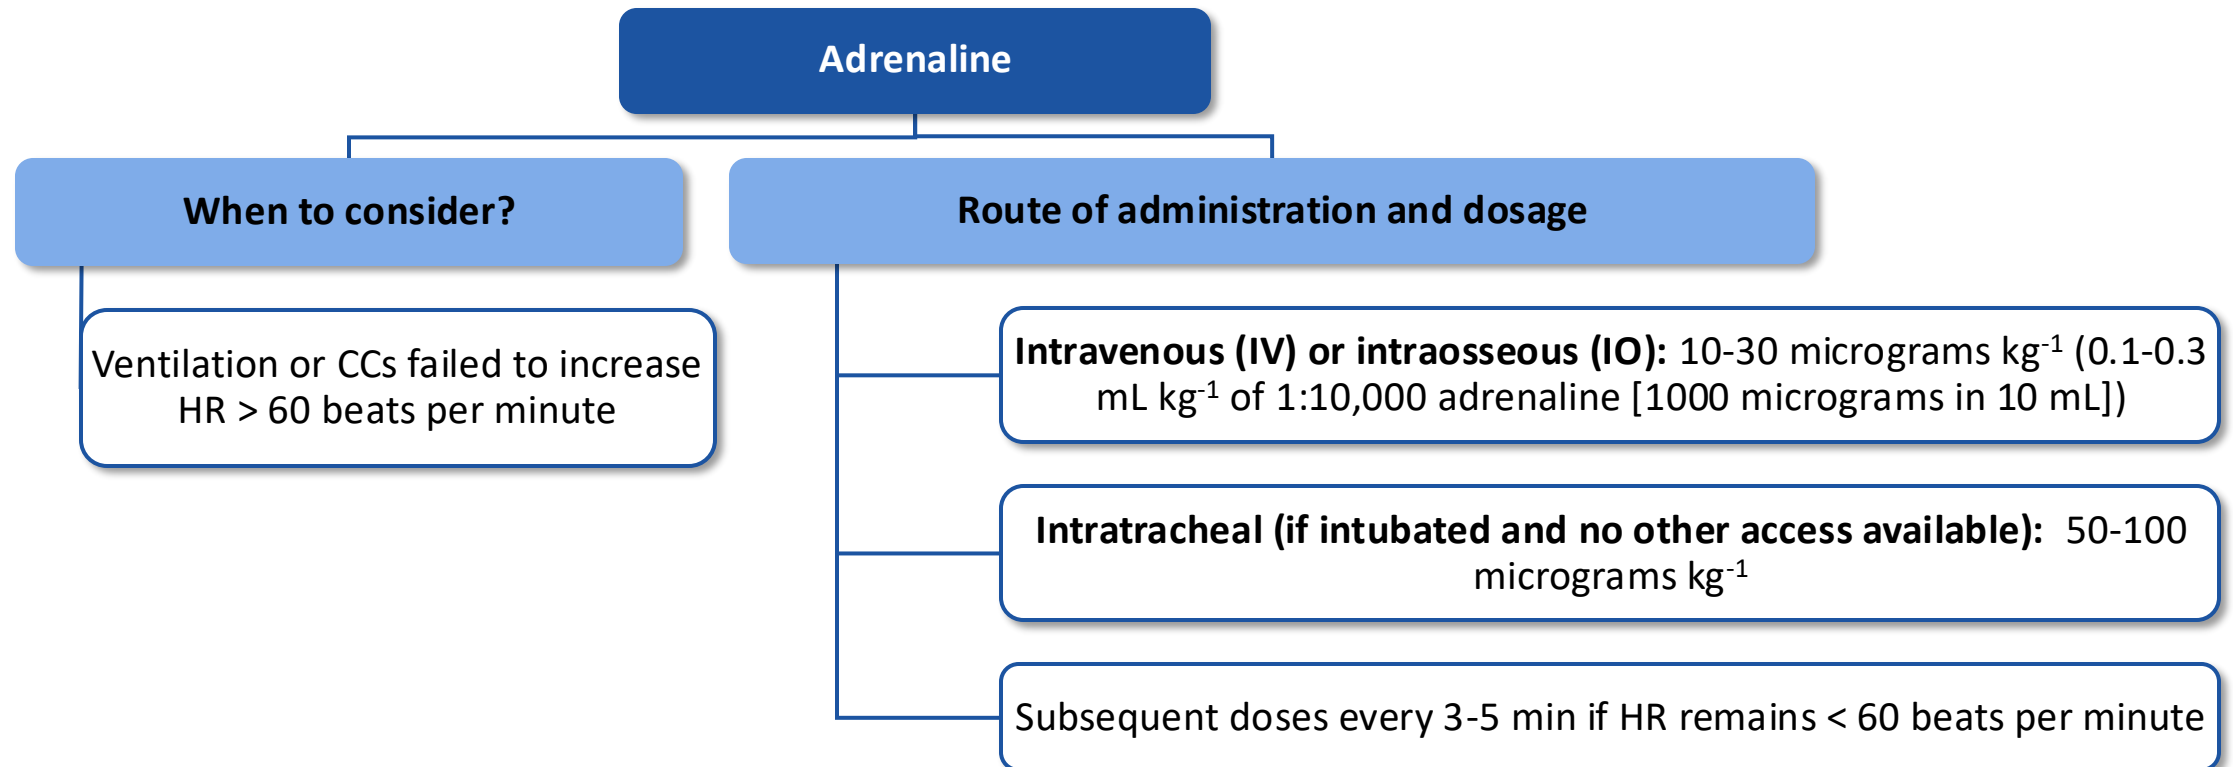 Adrenaline
When to consider?
Ventilation or CCs failed to increase
HR > 60 beats per minute
Route of administration and dosage
Intravenous (IV) or intraosseous (IO): 10-30 micrograms kg⁻¹ (0.1-0.3
mL kg⁻¹ of 1:10,000 adrenaline [1000 micrograms in 10 mL])
Intratracheal (if intubated and no other access available): 50-100
micrograms kg⁻¹
Subsequent doses every 3-5 min if HR remains < 60 beats per minute